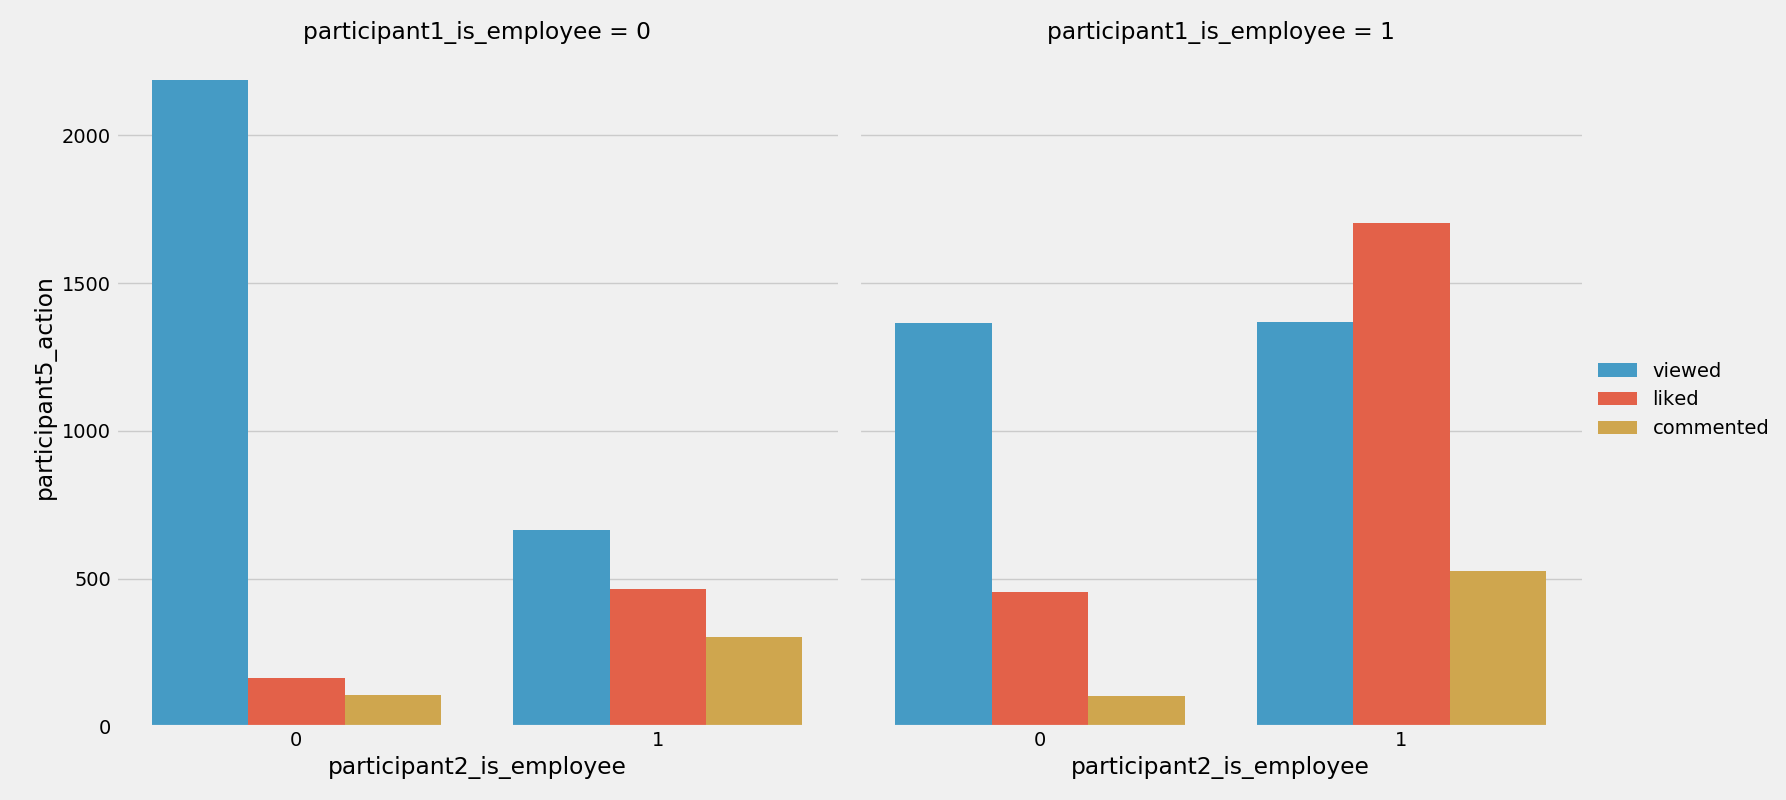 participant1_is_employee = 0
participant1_is_employee = 1
participant5_action
2000
1500
1000
500
0
0
1
0
1
participant2_is_employee
participant2_is_employee
viewed
liked
commented